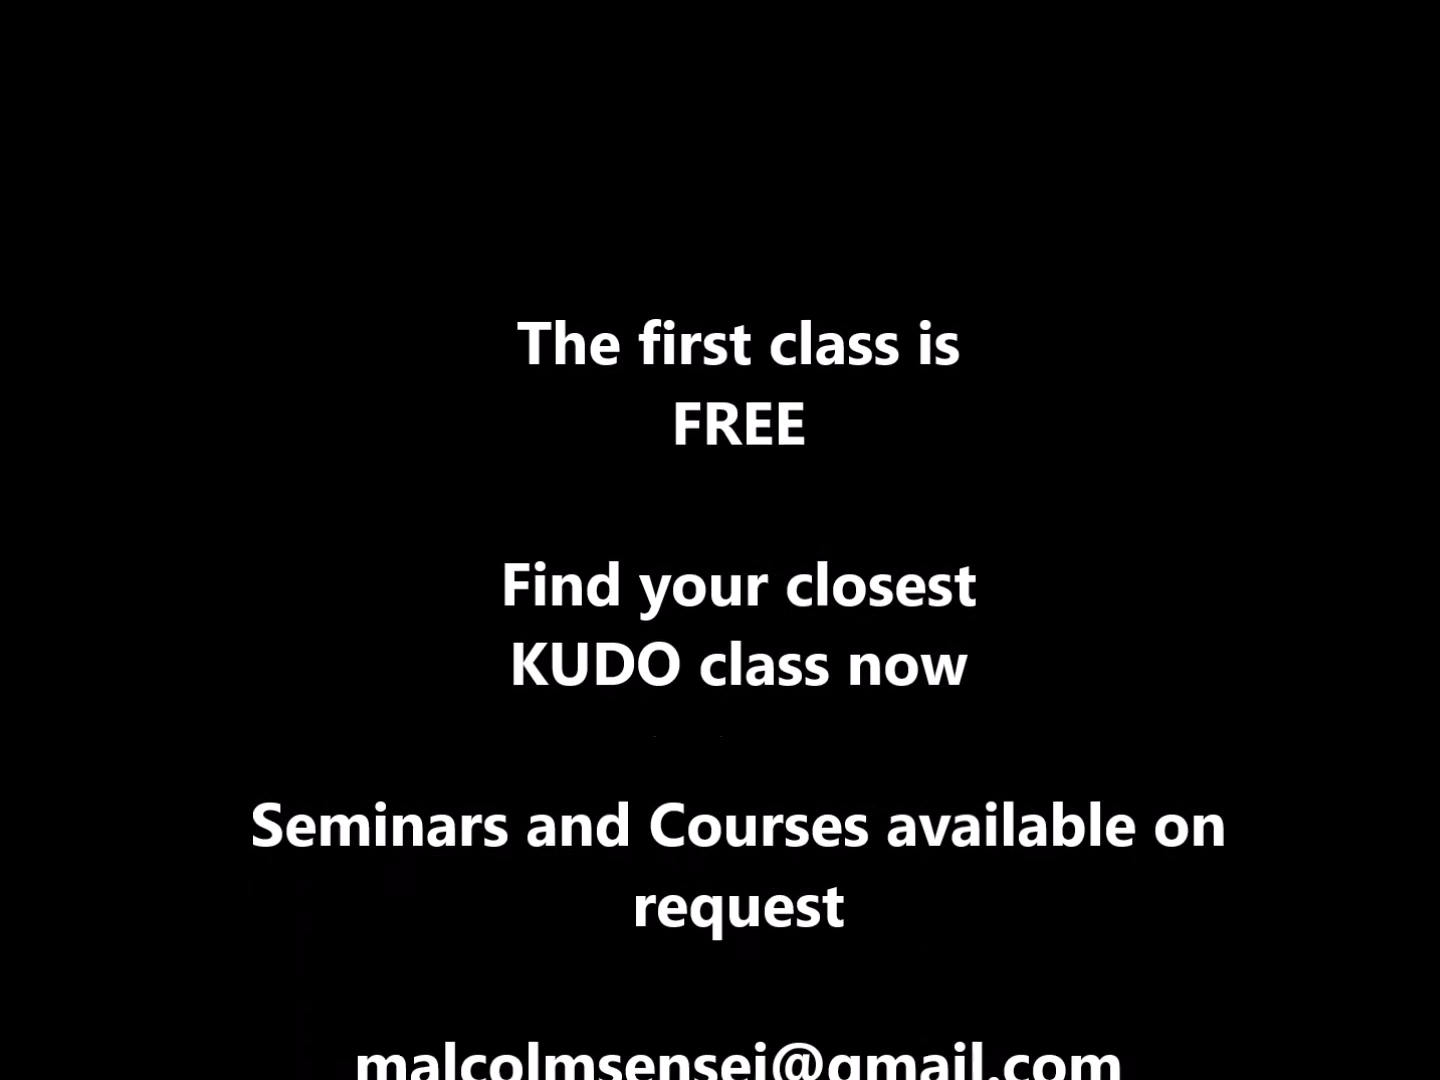 The first class is
FREE
Find your closest
KUDO class now
Seminars and Courses available on
request
malcolmsensei@gmail.com